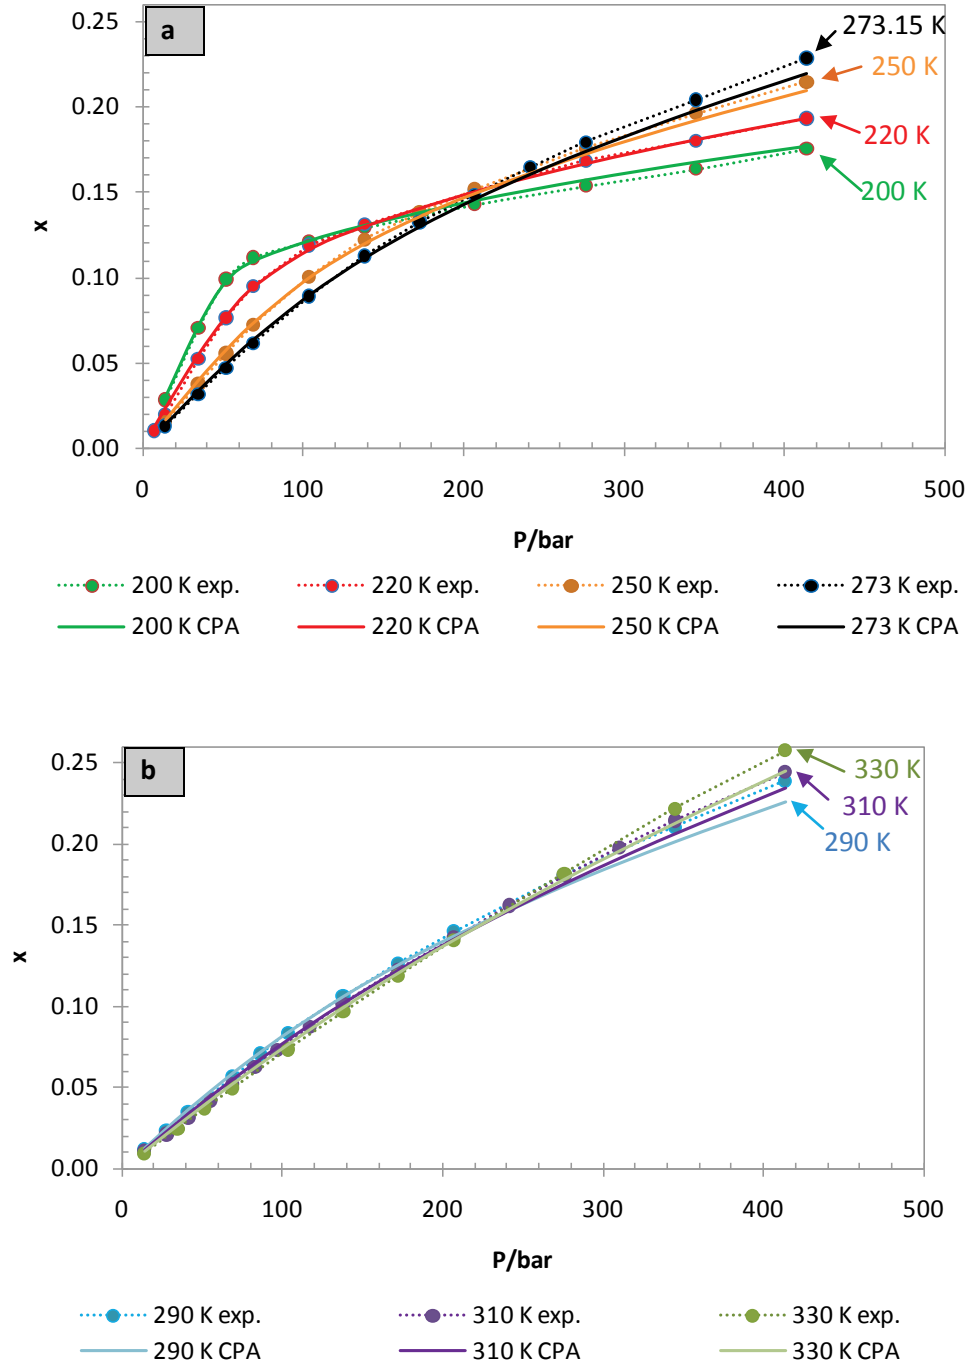 a
0.25
0.20
0.15
0.10
0.05
0.00
x
273.15 K
250 K
220 K
200 K
0 100 200 300 400 500
P/bar
200 K exp. 220 K exp. 250 K exp. 273 K exp.
200 K CPA 220 K CPA 250 K CPA 273 K CPA
b
0.25
0.20
0.15
0.10
0.05
0.00
x
330 K
310 K
290 K
0 100 200 300 400 500
P/bar
290 K exp. 310 K exp. 330 K exp.
290 K CPA 310 K CPA 330 K CPA